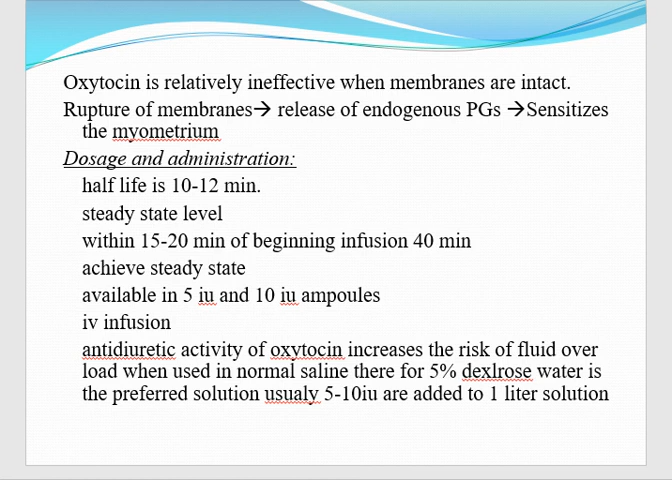 Oxytocin is relatively ineffective when membranes are intact.
Rupture of membranes→ release of endogenous PGs →Sensitizes
the myometrium
Dosage and administration:
half life is 10-12 min.
steady state level
within 15-20 min of beginning infusion 40 min
achieve steady state
available in 5 iu and 10 iu ampoules
iv infusion
antidiuretic activity of oxytocin increases the risk of fluid over
load when used in normal saline there for 5% dexlrose water is
the preferred solution usualy 5-10iu are added to 1 liter solution